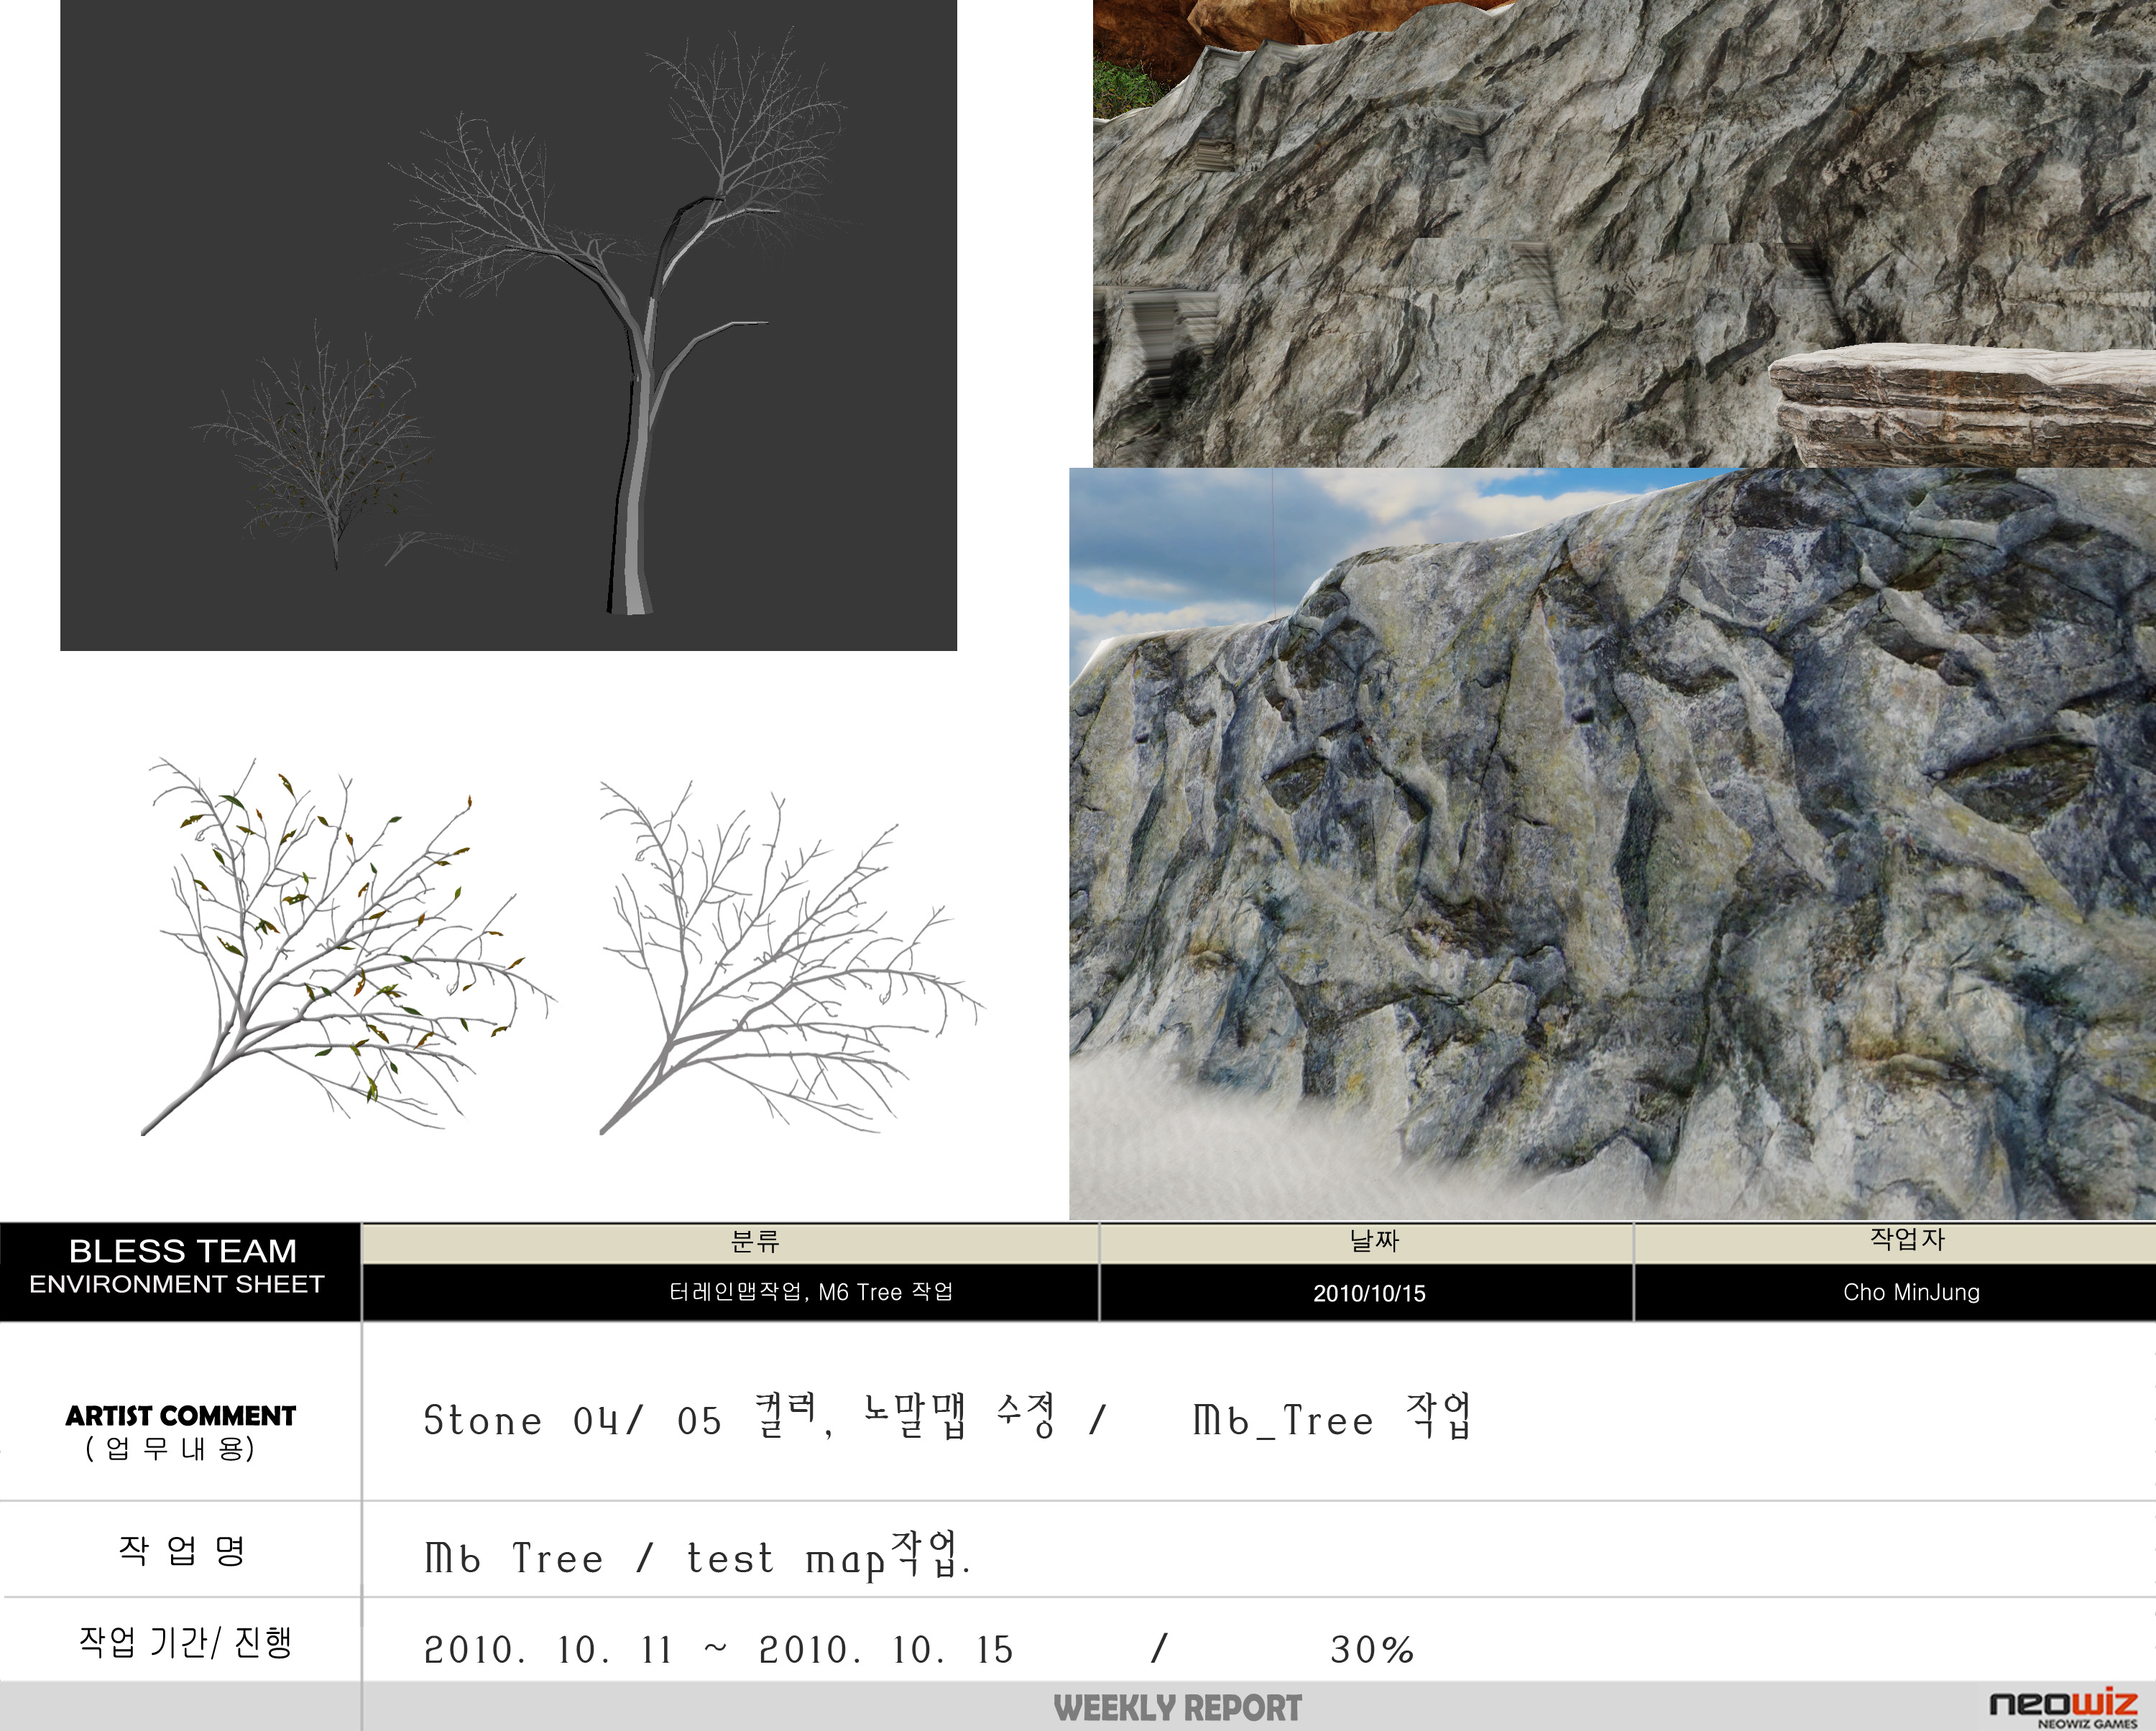 BLESS TEAM
ENVIRONMENT SHEET
분류
날짜
작업자
터레인맵작업, M6 Tree 작업
2010/10/15
Cho MinJung
ARTIST COMMENT
( 업 무 내 용)
Stone 04/ 05 컬러, 노말맵 수정 / M6_Tree 작업
작 업 명
M6 Tree / test map작업.
작업 기간/ 진행
2010. 10. 11 ~ 2010. 10. 15 / 30%
WEEKLY REPORT
neowiz
NEOWIZ GAMES